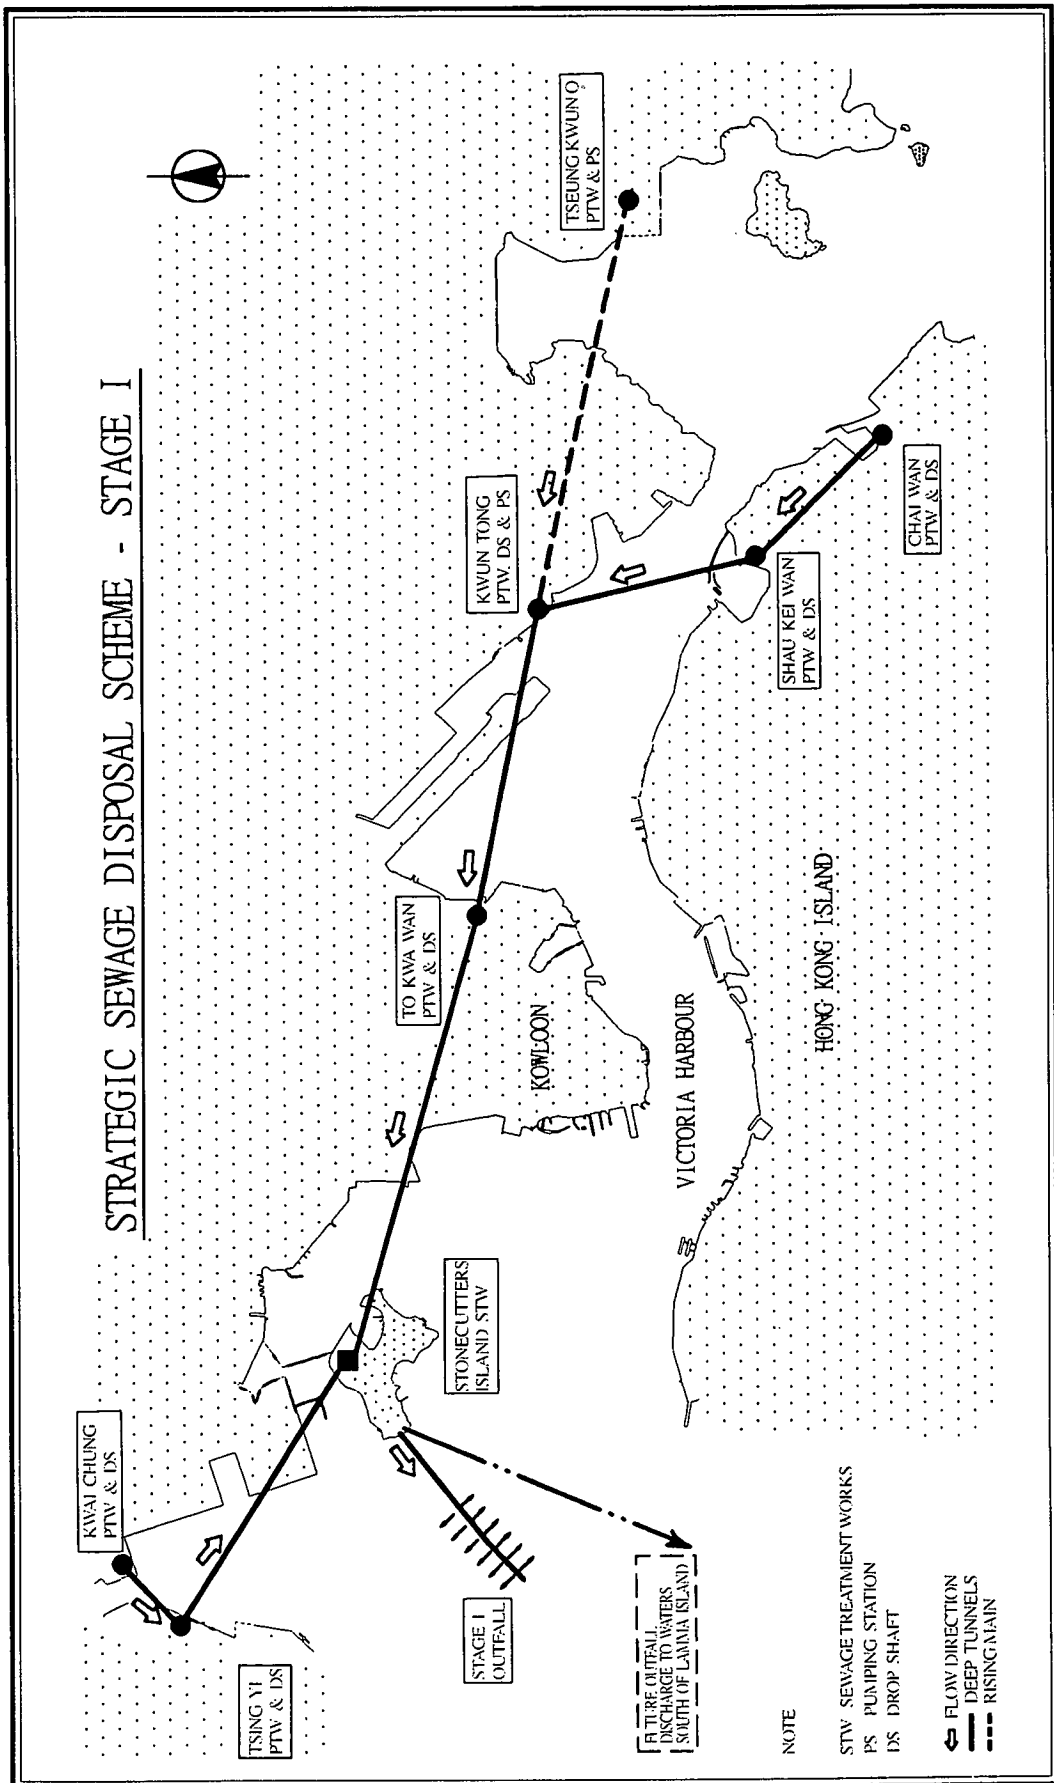 STRATEGIC SEWAGE DISPOSAL SCHEME - STAGE I
KWAI CHUNG
PTW & DS
TSING YI
PTW & DS
STONECUTTERS
ISLAND STW
STAGE I
OUTFALL
FUTURE OUTFALL
DISCHARGE TO WATERS
SOUTH OF LAMMA ISLAND
TO KWA WAN
PTW & DS
KOWLOON
VICTORIA HARBOUR
HONG KONG ISLAND
KWUN TONG
PTW. DS & PS
TSEUNG KWUN O
PTW & PS
SHAU KEI WAN
PTW & DS
CHAI WAN
PTW & DS
NOTE
STW SEWAGE TREATMENT WORKS
PS PUMPING STATION
DS DROP SHAFT
FLOW DIRECTION
DEEP TUNNELS
RISING MAIN